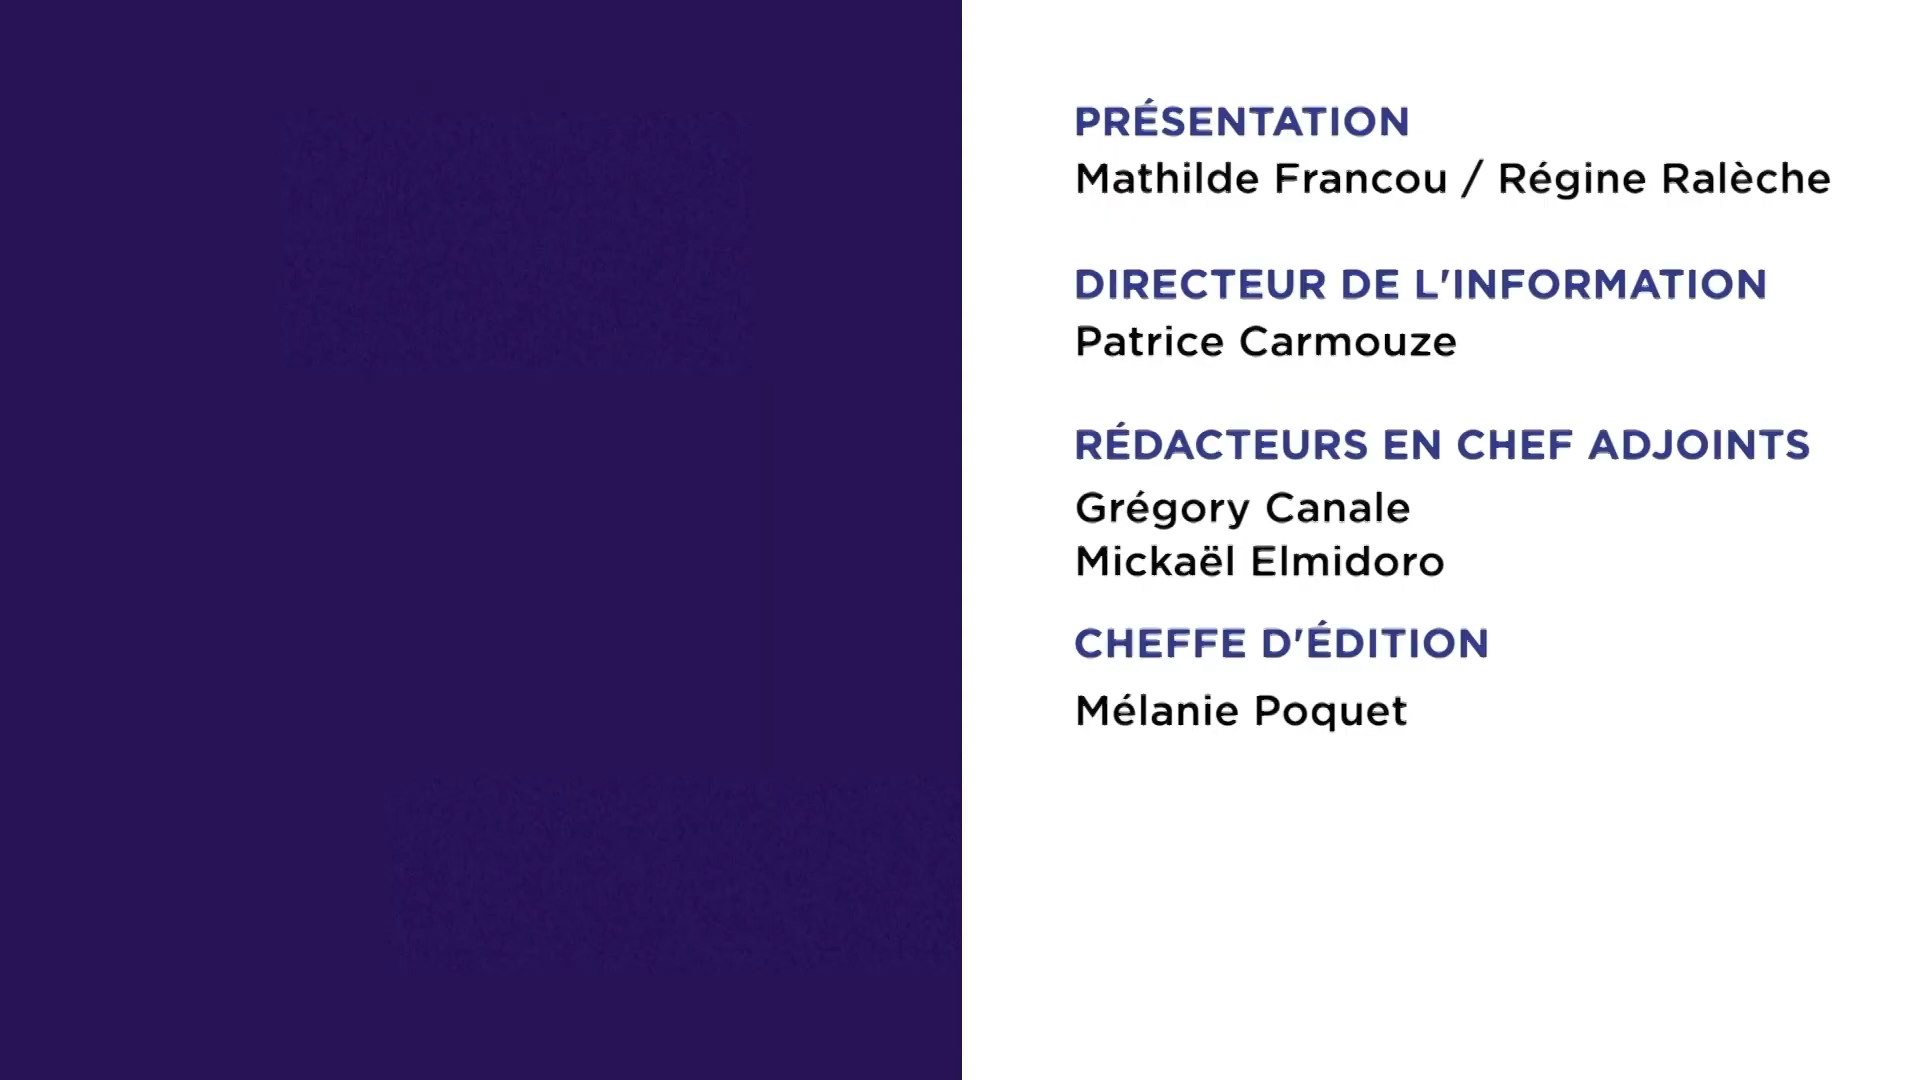 PRÉSENTATION
Mathilde Francou / Régine Ralèche
DIRECTEUR DE L'INFORMATION
Patrice Carmouze
RÉDACTEURS EN CHEF ADJOINTS
Grégory Canale
Mickaël Elmidoro
CHEFFE D'ÉDITION
Mélanie Poquet